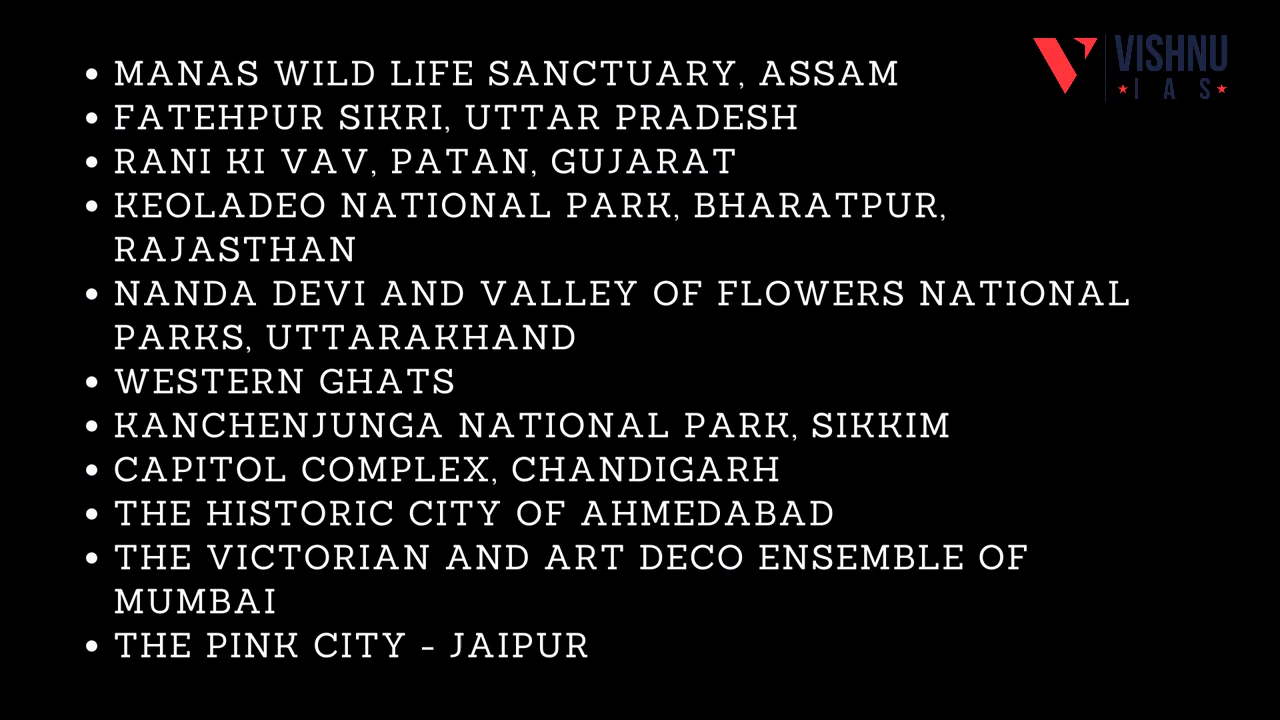 VISHNU
IAS
• MANAS WILD LIFE SANCTUARY, ASSAM
• FATEHPUR SIKRI, UTTAR PRADESH
• RANI KI VAV, PATAN, GUJARAT
• KEOLADEO NATIONAL PARK, BHARATPUR,
RAJASTHAN
• NANDA DEVI AND VALLEY OF FLOWERS NATIONAL
PARKS, UTTARAKHAND
• WESTERN GHATS
• KANCHENJUNGA NATIONAL PARK, SIKKIM
• CAPITOL COMPLEX, CHANDIGARH
• THE HISTORIC CITY OF AHMEDABAD
• THE VICTORIAN AND ART DECO ENSEMBLE OF
MUMBAI
• THE PINK CITY - JAIPUR